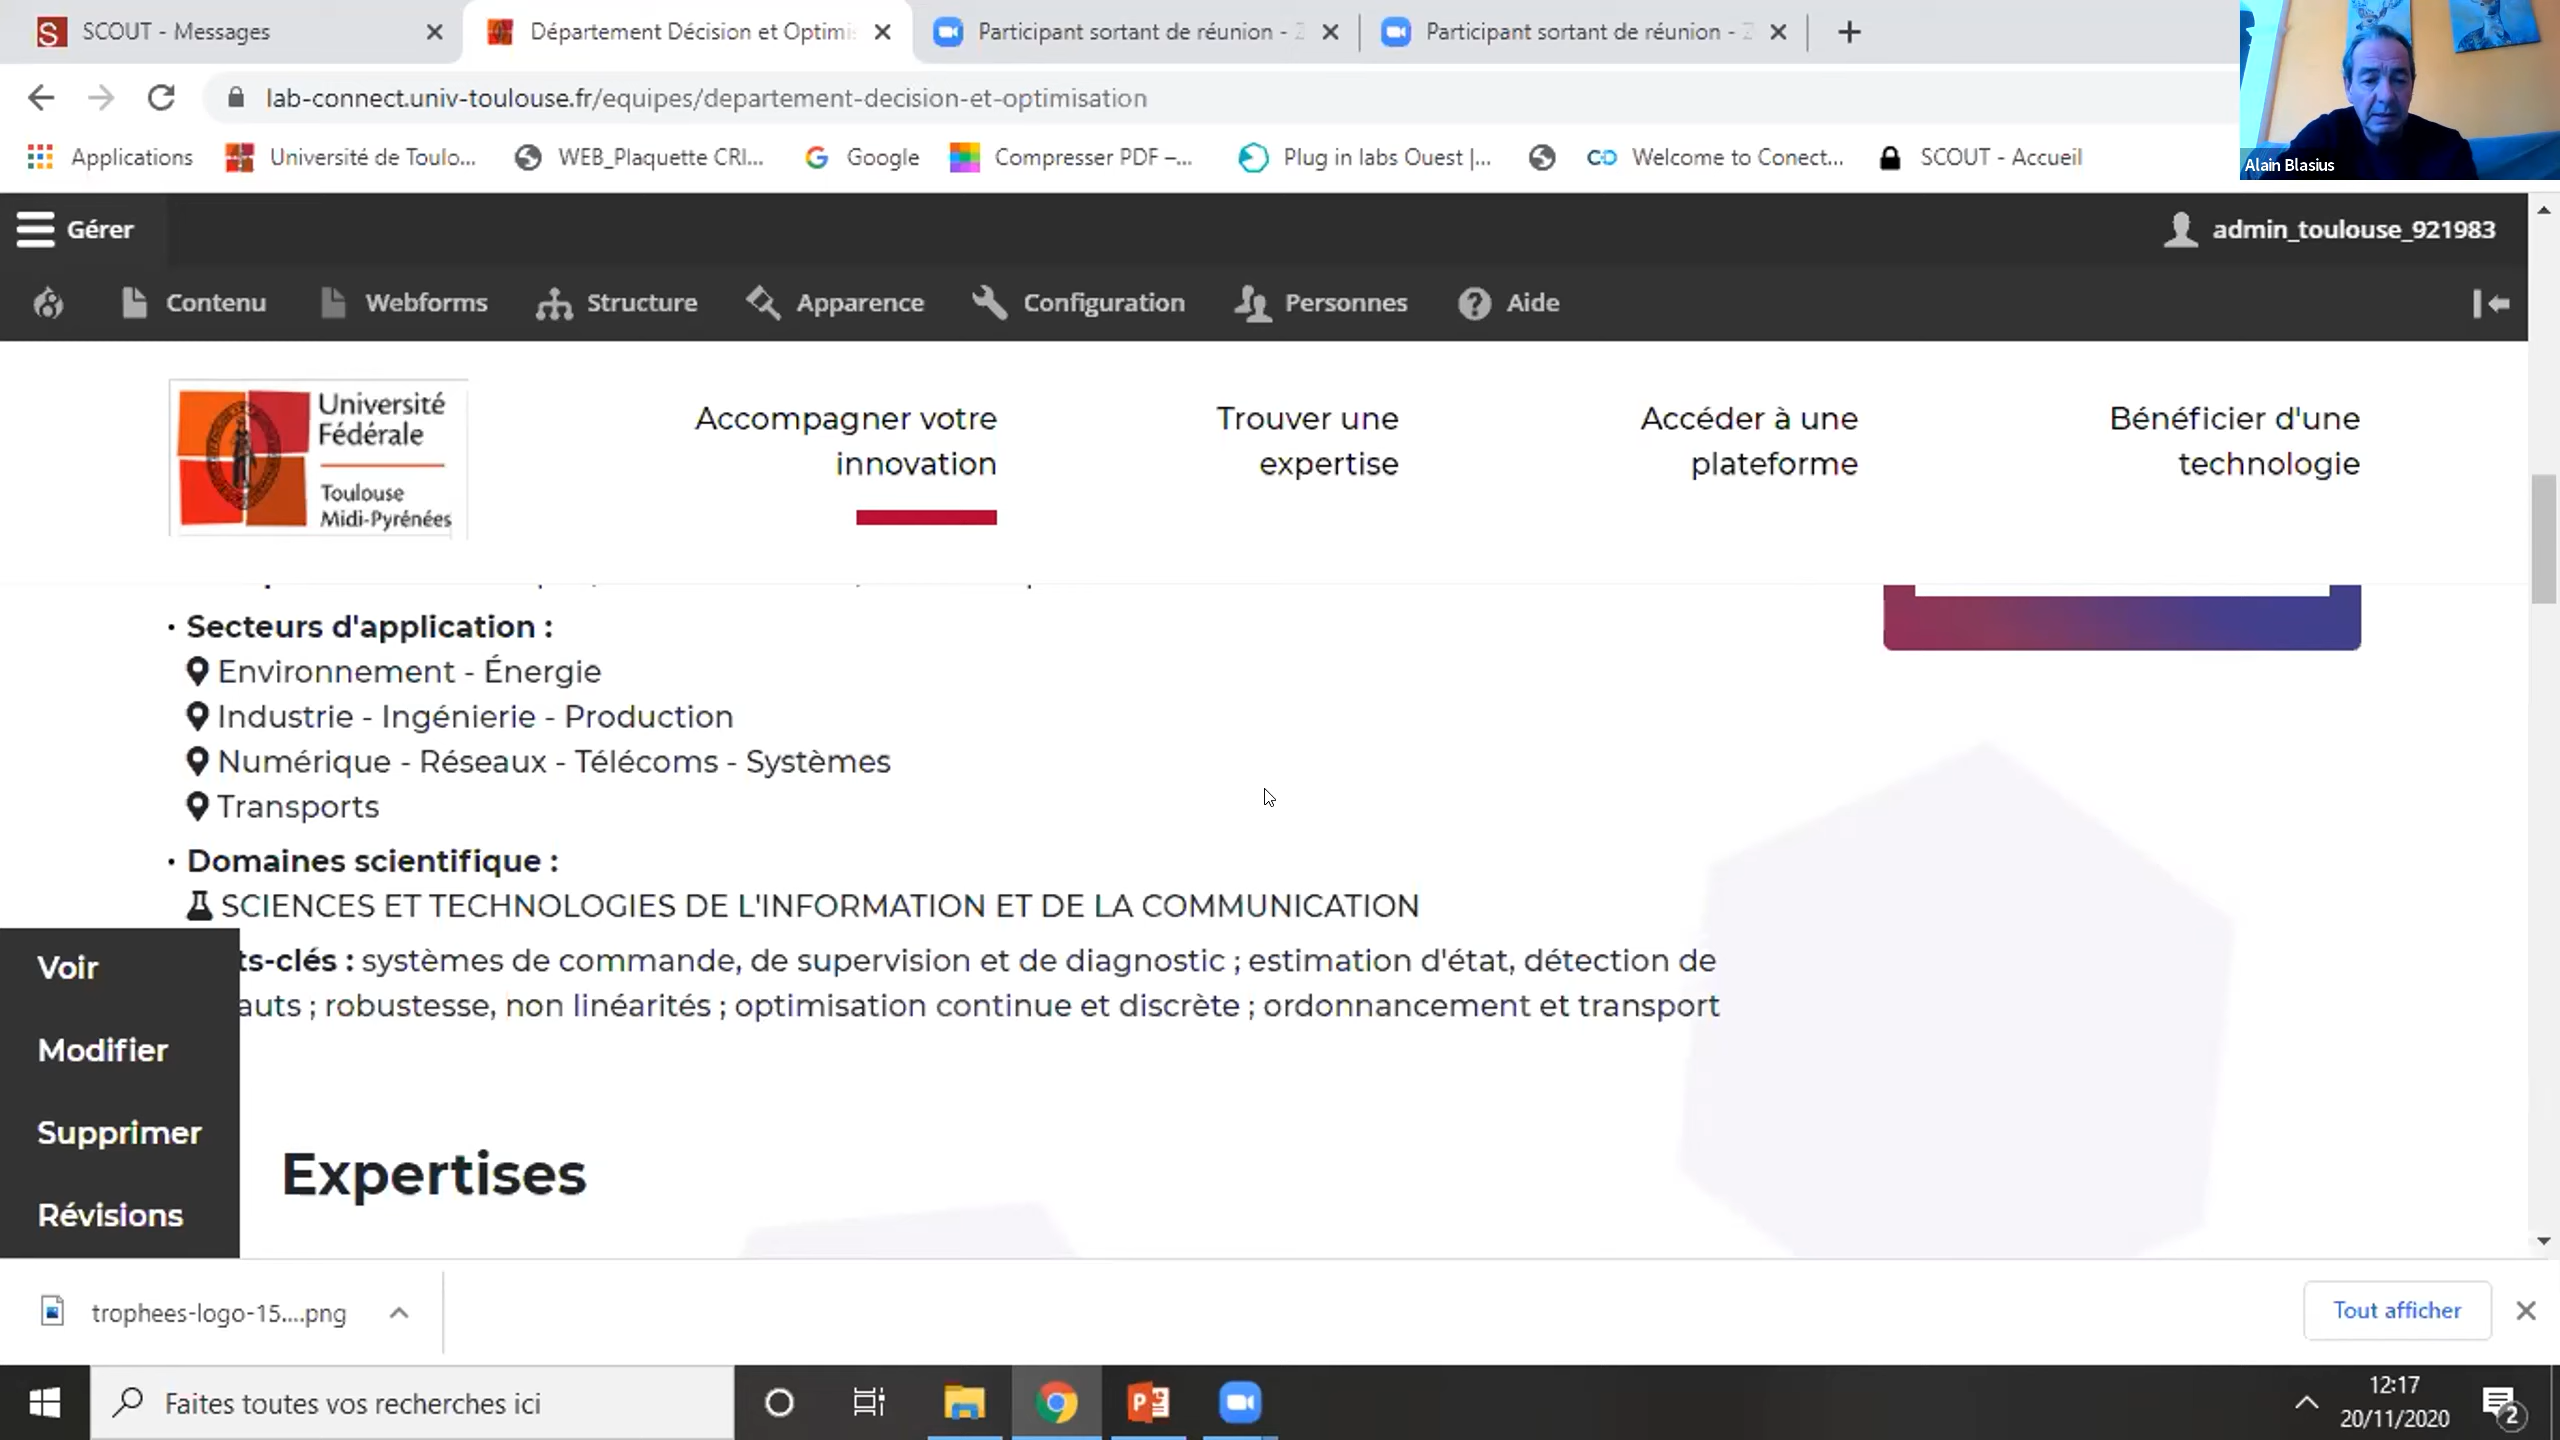 SCOUT - Messages
Département Décision et Optimi
Participant sortant de réunion - Z
Participant sortant de réunion - Z
lab-connect.univ-toulouse.fr/equipes/departement-decision-et-optimisation
Applications
Université de Toulo...
WEB_Plaquette CRI...
Google
Compresser PDF –...
Plug in labs Ouest |...
Welcome to Conect...
SCOUT - Accueil
Alain Blasius
Gérer
admin_toulouse_921983
Contenu
Webforms
Structure
Apparence
Configuration
Personnes
Aide
Université
Fédérale
Toulouse
Midi-Pyrénées
Accompagner votre
innovation
Trouver une
expertise
Accéder à une
plateforme
Bénéficier d'une
technologie
· Secteurs d'application :
Environnement - Énergie
Industrie - Ingénierie - Production
Numérique - Réseaux - Télécoms - Systèmes
Transports
· Domaines scientifique :
SCIENCES ET TECHNOLOGIES DE L'INFORMATION ET DE LA COMMUNICATION
ts-clés : systèmes de commande, de supervision et de diagnostic ; estimation d'état, détection de
auts ; robustesse, non linéarités ; optimisation continue et discrète ; ordonnancement et transport
Voir
Modifier
Supprimer
Révisions
Expertises
trophees-logo-15....png
Tout afficher
Faites toutes vos recherches ici
12:17
20/11/2020
2